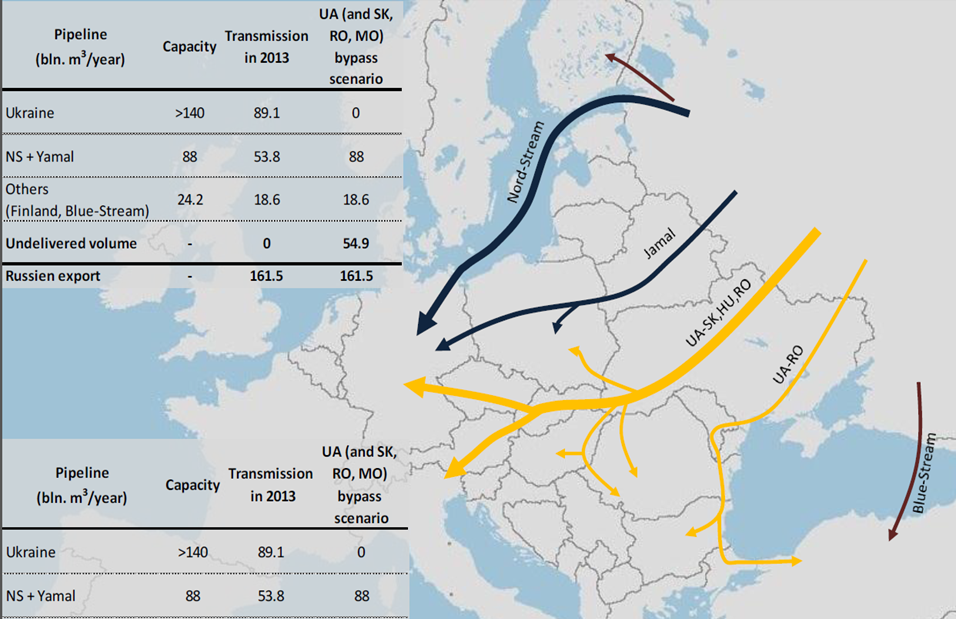 Pipeline
(bln. m³/year)
Capacity
Transmission
in 2013
UA (and SK,
RO, MO)
bypass
scenario
Ukraine >140 89.1 0
NS + Yamal 88 53.8 88
Others
(Finland, Blue-Stream) 24.2 18.6 18.6
Undelivered volume - 0 54.9
Russien export - 161.5 161.5
Nord-Stream
Jamal
UA-SK,HU,RO
UA-RO
Blue-Stream
Pipeline
(bln. m³/year)
Capacity
Transmission
in 2013
UA (and SK,
RO, MO)
bypass
scenario
Ukraine >140 89.1 0
NS + Yamal 88 53.8 88